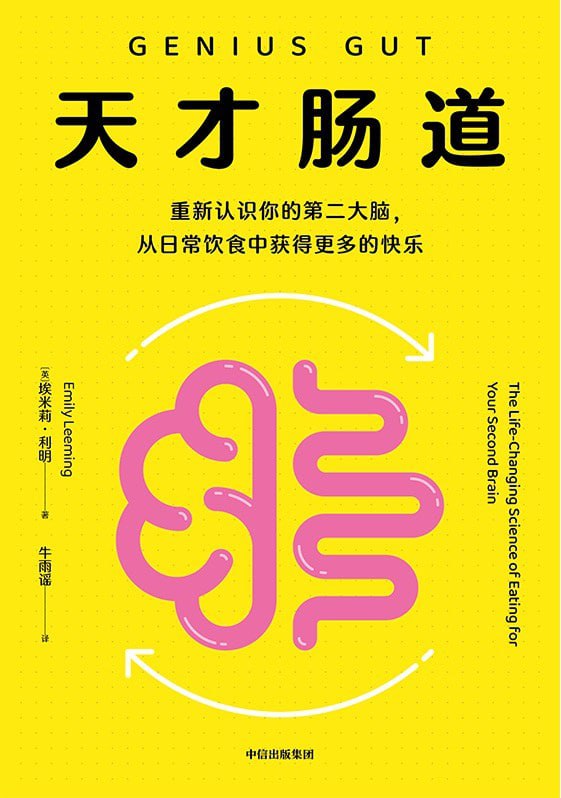 GENIUS GUT
天才肠道
重新认识你的第二大脑，
从日常饮食中获得更多的快乐
[英]埃米莉·利明 著
Emily Leeming
牛雨谣 译
The Life-Changing Science of Eating for
Your Second Brain
中信出版集团